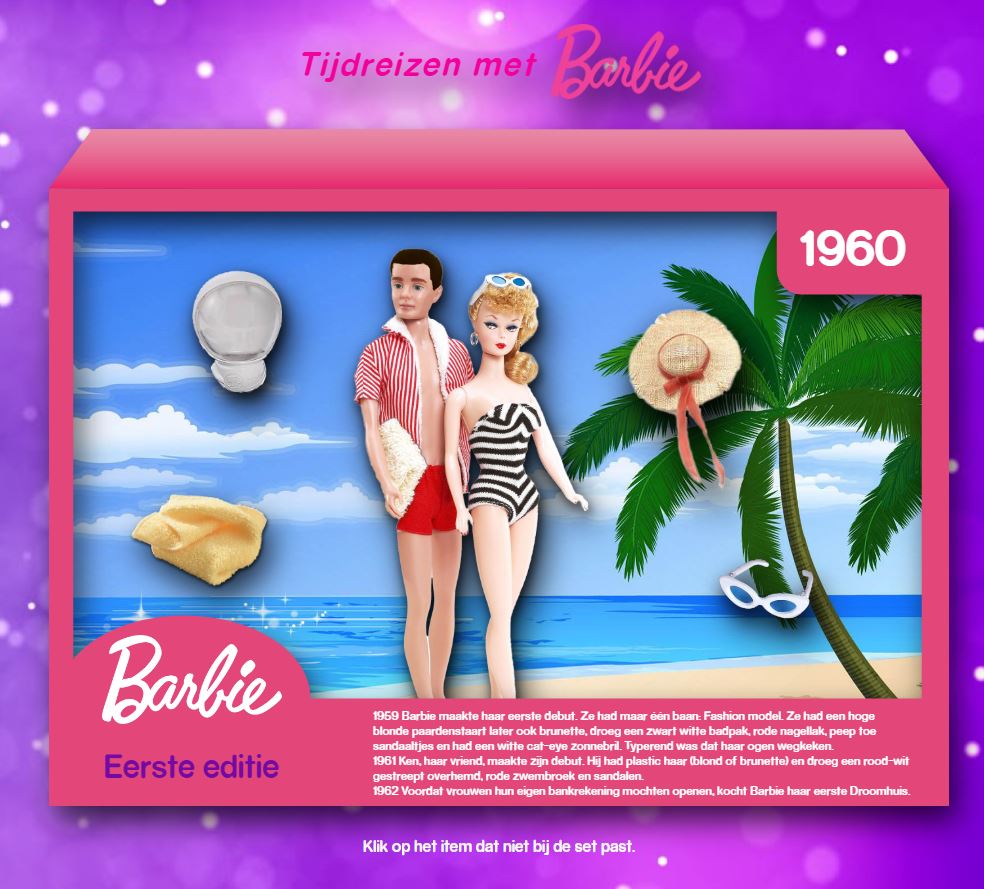 Tijdreizen met Barbie
1960
Barbie
Eerste editie
1959 Barbie maakte haar eerste debut. Ze had maar één baan: Fashion model. Ze had een hoge
blonde paardenstaart later ook brunette, droeg een zwart witte badpak, rode nagellak, peep toe
sandaaltjes en had een witte cat-eye zonnebril. Typerend was dat haar ogen wegkeken.
1961 Ken, haar vriend, maakte zijn debut. Hij had plastic haar (blond of brunette) en droeg een rood-wit
gestreept overhemd, rode zwembroek en sandalen.
1962 Voordat vrouwen hun eigen bankrekening mochten openen, kocht Barbie haar eerste Droomhuis.
Klik op het item dat niet bij de set past.